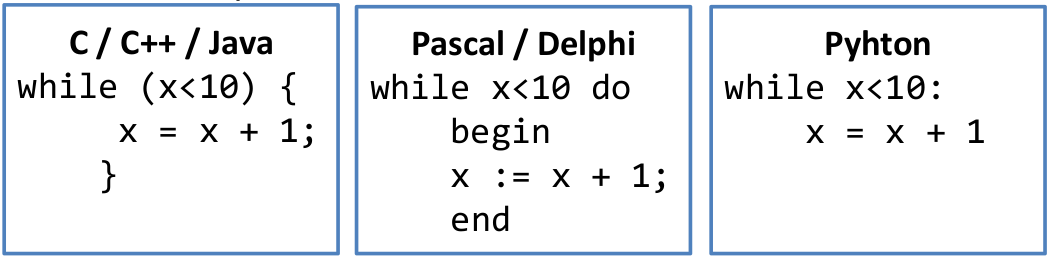 C / C++ / Java
while (x<10) {
     x = x + 1;
    }
Pascal / Delphi
while x<10 do
    begin
    x := x + 1;
    end
Pyhton
while x<10:
    x = x + 1